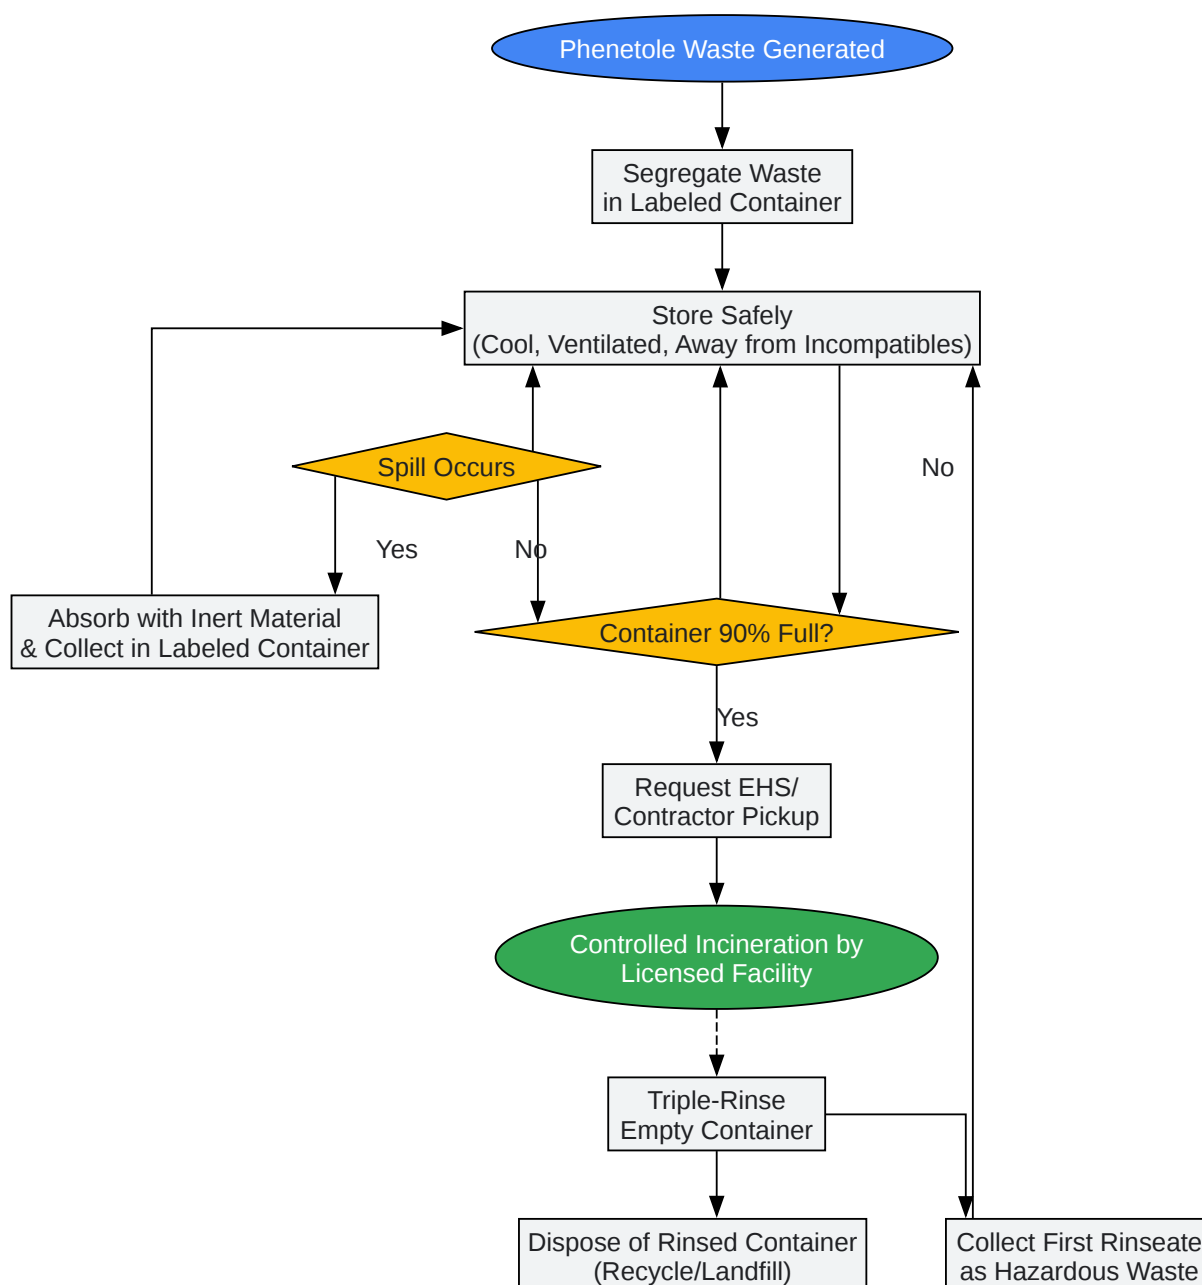 Phenetole Waste Generated
Segregate Waste
in Labeled Container
Store Safely
(Cool, Ventilated, Away from Incompatibles)
Spill Occurs
No
Yes
No
Absorb with Inert Material
& Collect in Labeled Container
Container 90% Full?
Yes
Request EHS/
Contractor Pickup
Controlled Incineration by
Licensed Facility
Triple-Rinse
Empty Container
Dispose of Rinsed Container
(Recycle/Landfill)
Collect First Rinseate
as Hazardous Waste